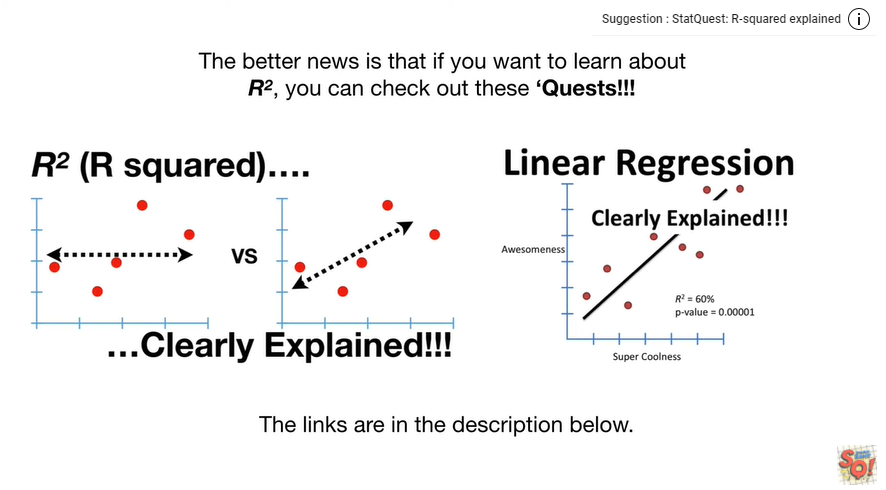 Suggestion : StatQuest: R-squared explained
The better news is that if you want to learn about
R², you can check out these ‘Quests!!!
R² (R squared)….
vs
…Clearly Explained!!!
Linear Regression
Clearly Explained!!!
Awesomeness
R² = 60%
p-value = 0.00001
Super Coolness
The links are in the description below.
SQ!